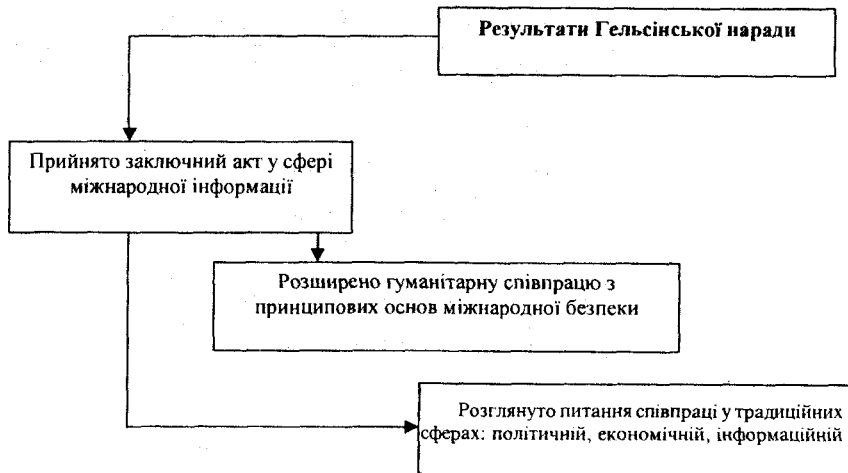 Результати Гельсінської наради
Прийнято заключний акт у сфері
міжнародної інформації
Розширено гуманітарну співпрацю з
принципових основ міжнародної безпеки
Розглянуто питання співпраці у традиційних
сферах: політичній, економічній, інформаційній